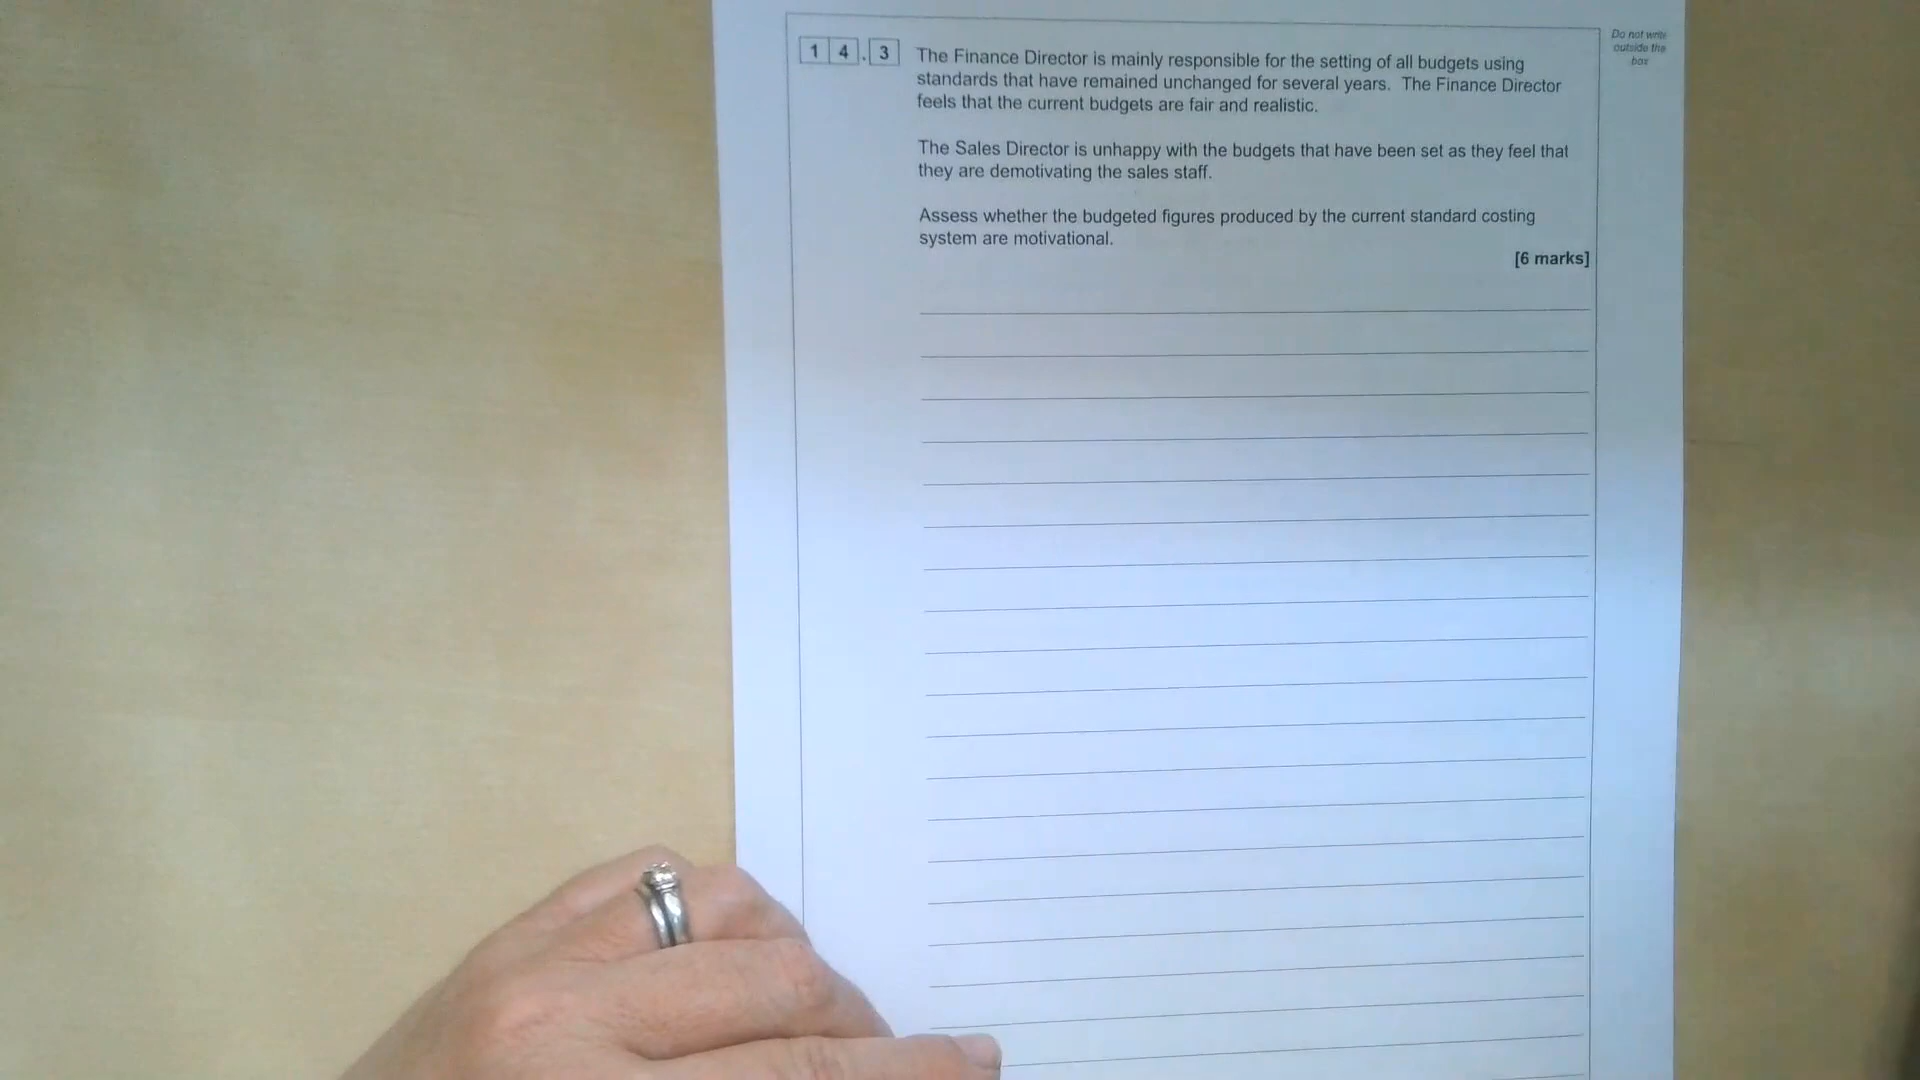 Do not write
outside the
box
1 4 . 3 The Finance Director is mainly responsible for the setting of all budgets using
standards that have remained unchanged for several years. The Finance Director
feels that the current budgets are fair and realistic.
The Sales Director is unhappy with the budgets that have been set as they feel that
they are demotivating the sales staff.
Assess whether the budgeted figures produced by the current standard costing
system are motivational.
[6 marks]